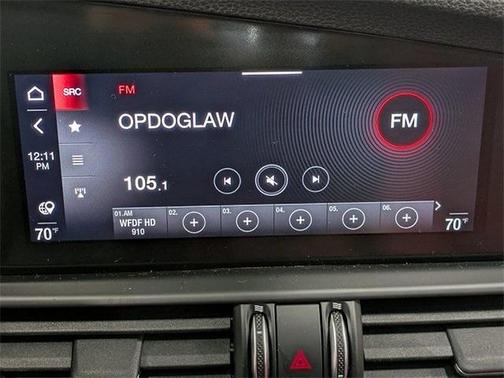 SRC
FM
OPDOGLAW
FM
12:11
PM
105.1
01.AM
WFDF HD
910
02.
03.
04.
05.
06.
70°F
70°F